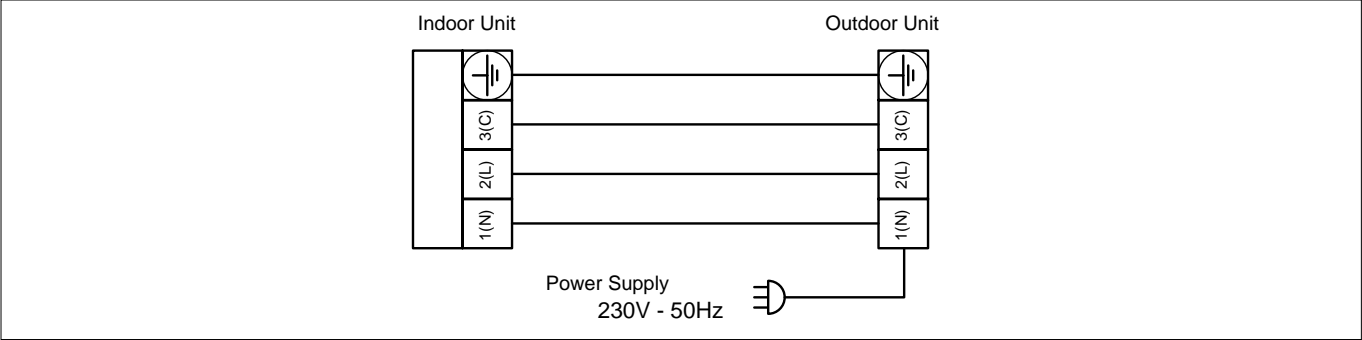 Indoor Unit
Outdoor Unit
3(C)
3(C)
2(L)
2(L)
1(N)
1(N)
Power Supply
230V - 50Hz